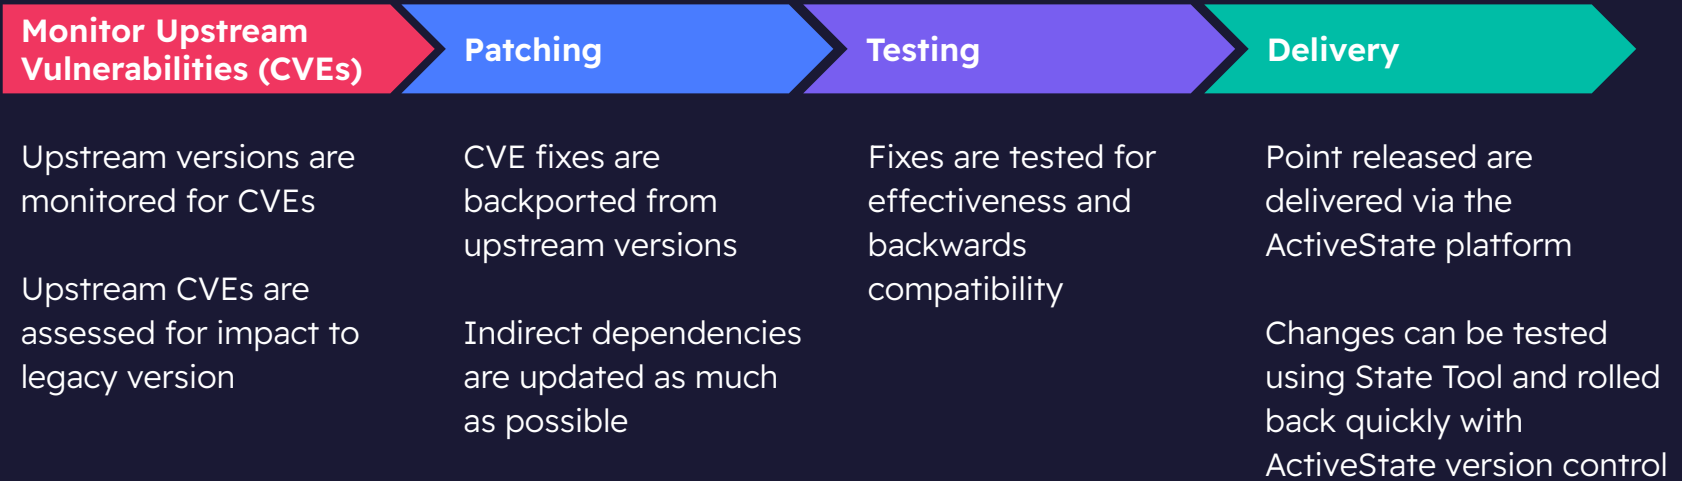 Monitor Upstream
Vulnerabilities (CVEs)
Patching
Testing
Delivery
Upstream versions are
monitored for CVEs
Upstream CVEs are
assessed for impact to
legacy version
CVE fixes are
backported from
upstream versions
Indirect dependencies
are updated as much
as possible
Fixes are tested for
effectiveness and
backwards
compatibility
Point released are
delivered via the
ActiveState platform
Changes can be tested
using State Tool and rolled
back quickly with
ActiveState version control